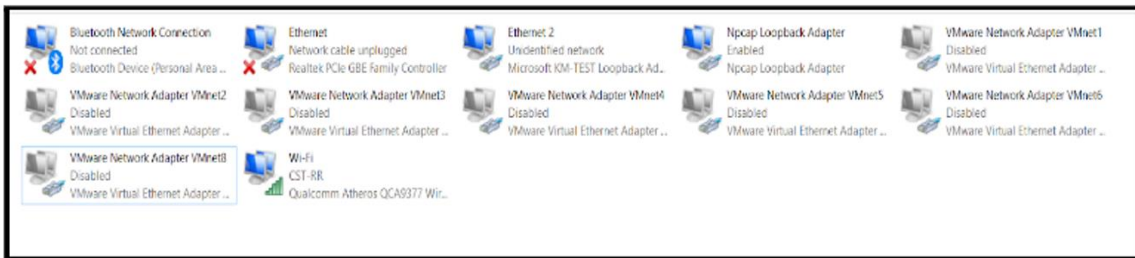 Bluetooth Network Connection
Not connected
Bluetooth Device (Personal Area ...
Ethernet
Network cable unplugged
Realtek PCIe GBE Family Controller
Ethernet 2
Unidentified network
Microsoft KM-TEST Loopback Ad...
Npcap Loopback Adapter
Enabled
Npcap Loopback Adapter
VMware Network Adapter VMnet1
Disabled
VMware Virtual Ethernet Adapter ...
VMware Network Adapter VMnet2
Disabled
VMware Virtual Ethernet Adapter ...
VMware Network Adapter VMnet3
Disabled
VMware Virtual Ethernet Adapter ...
VMware Network Adapter VMnet4
Disabled
VMware Virtual Ethernet Adapter ...
VMware Network Adapter VMnet5
Disabled
VMware Virtual Ethernet Adapter ...
VMware Network Adapter VMnet6
Disabled
VMware Virtual Ethernet Adapter ...
VMware Network Adapter VMnet8
Disabled
VMware Virtual Ethernet Adapter ...
Wi-Fi
CST-RR
Qualcomm Atheros QCA9377 Wir...